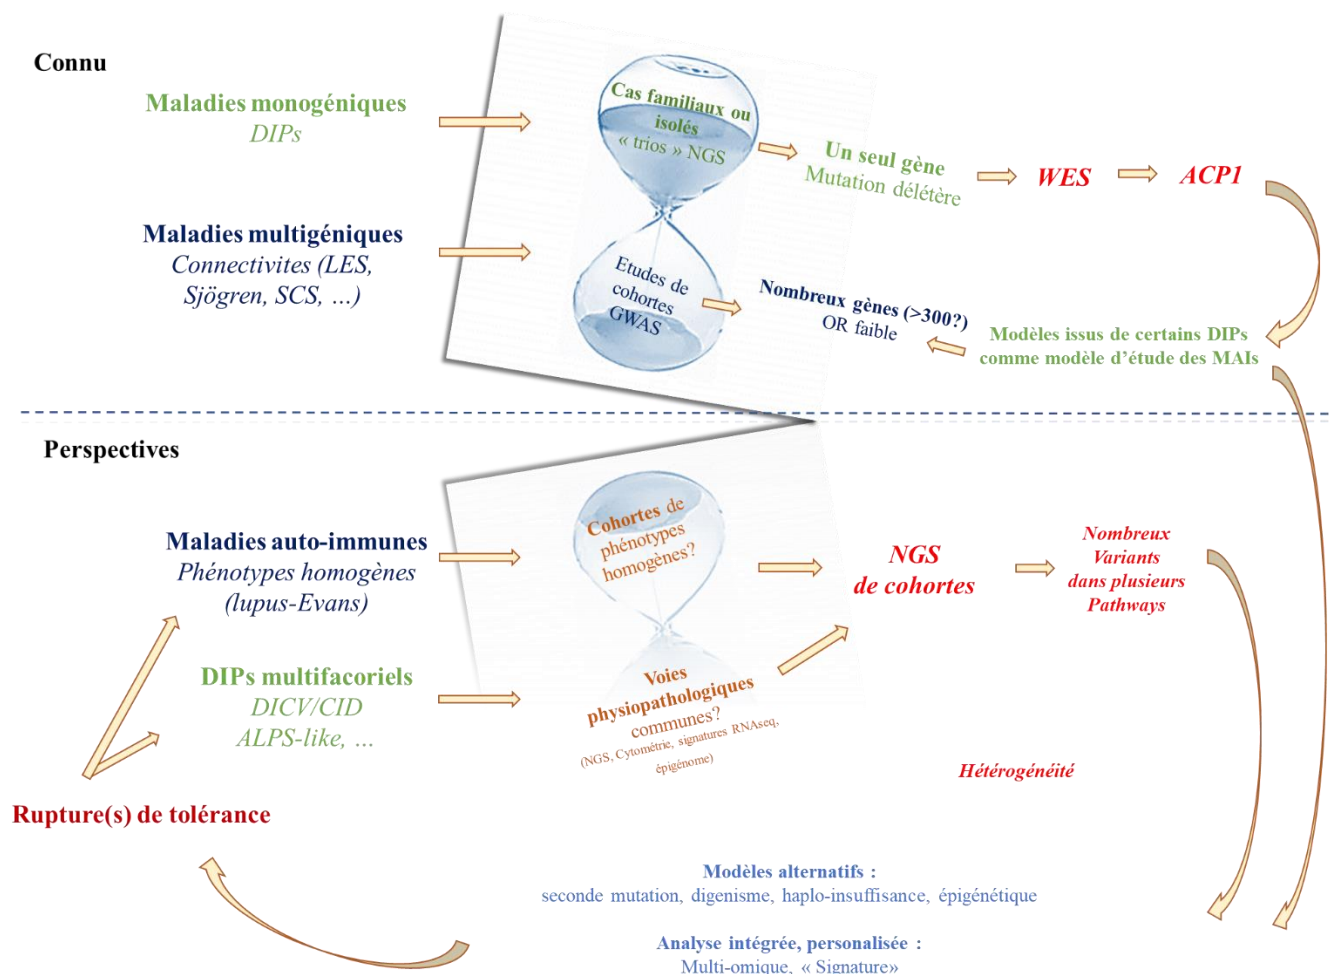 Connu
Maladies monogéniques
DIPs
Cas familiaux ou
isolés
« trios » NGS
Un seul gène
Mutation délétère
WES
ACP1
Maladies multigéniques
Connectivites (LES,
Sjögren, SCS, …)
Etudes de
cohortes
GWAS
Nombreux gènes (>300?)
OR faible
Modèles issus de certains DIPs
comme modèle d’étude des MAIs
Perspectives
Maladies auto-immunes
Phénotypes homogènes
(lupus-Evans)
Cohortes de
phénotypes
homogènes?
NGS
de cohortes
Nombreux
Variants
dans plusieurs
Pathways
DIPs multifacoriels
DICV/CID
ALPS-like, …
Voies
physiopathologiques
communes?
(NGS, Cytométrie, signatures RNAseq,
épigénome)
Hétérogénéité
Rupture(s) de tolérance
Modèles alternatifs :
seconde mutation, digenisme, haplo-insuffisance, épigénétique
Analyse intégrée, personalisée :
Multi-omique, « Signature»